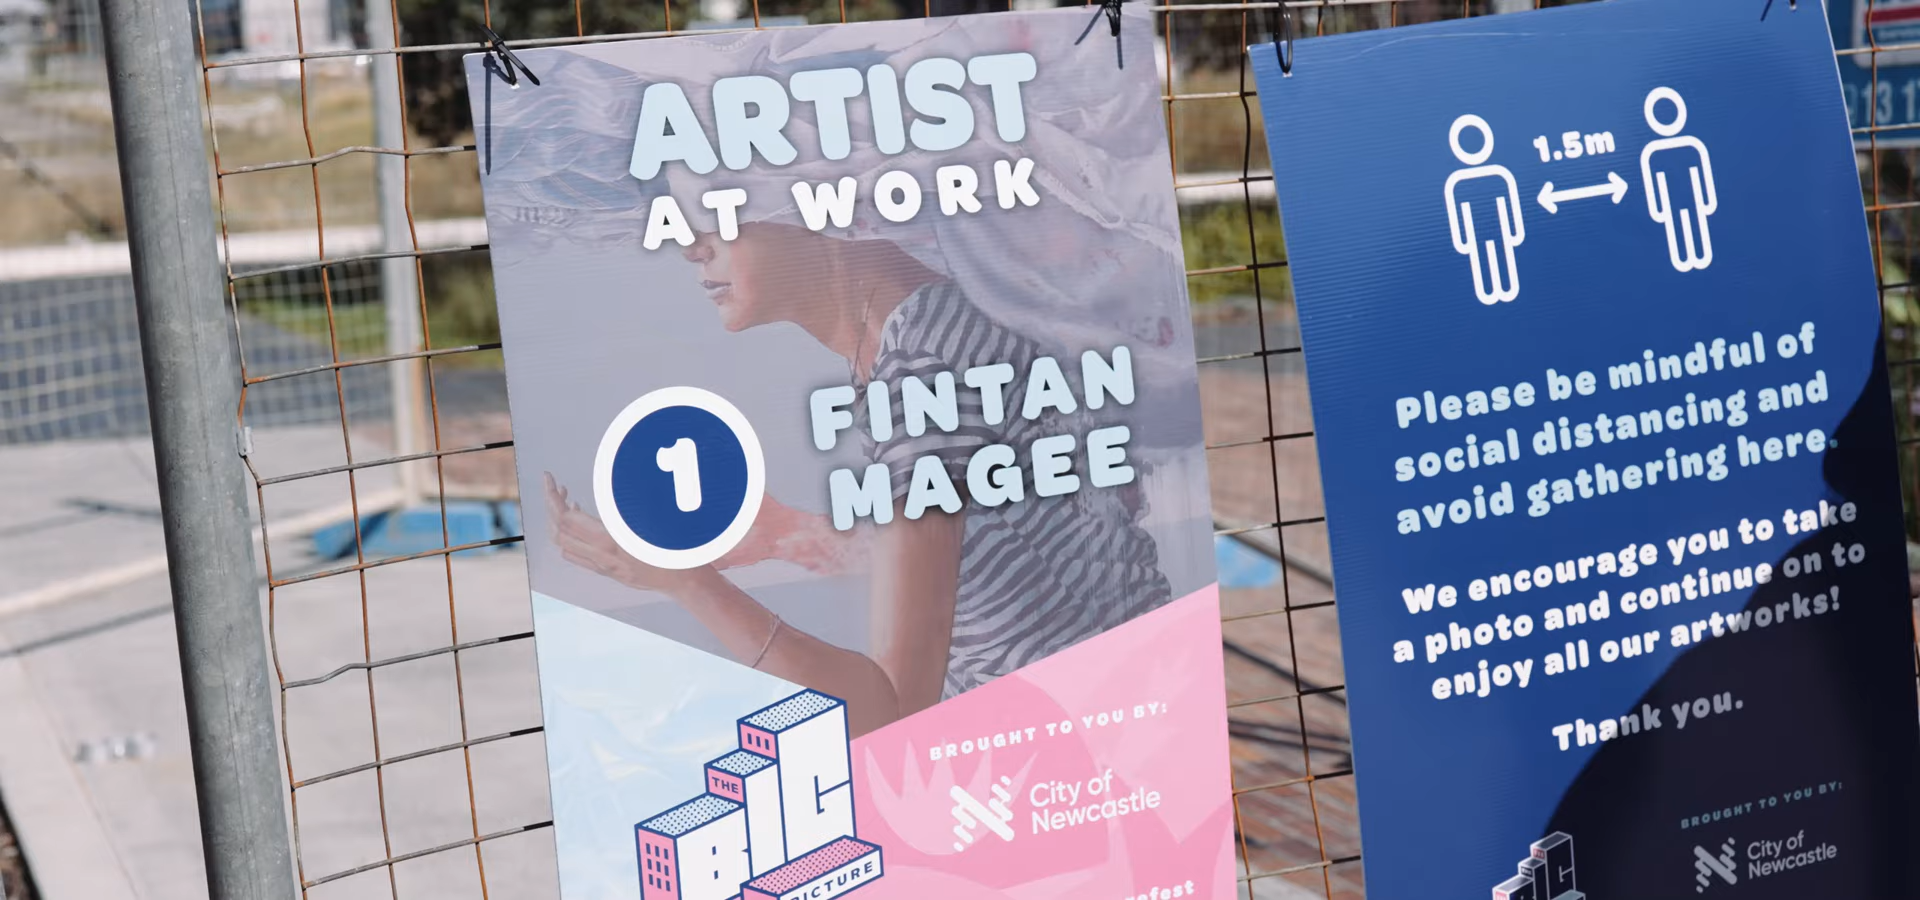 ARTIST
AT WORK
1
FINTAN
MAGEE
THE
BIG
PICTURE
BROUGHT TO YOU BY:
City of
Newcastle
1.5m
Please be mindful of
social distancing and
avoid gathering here.
We encourage you to take
a photo and continue on to
enjoy all our artworks!
Thank you.
BROUGHT TO YOU BY:
City of
Newcastle